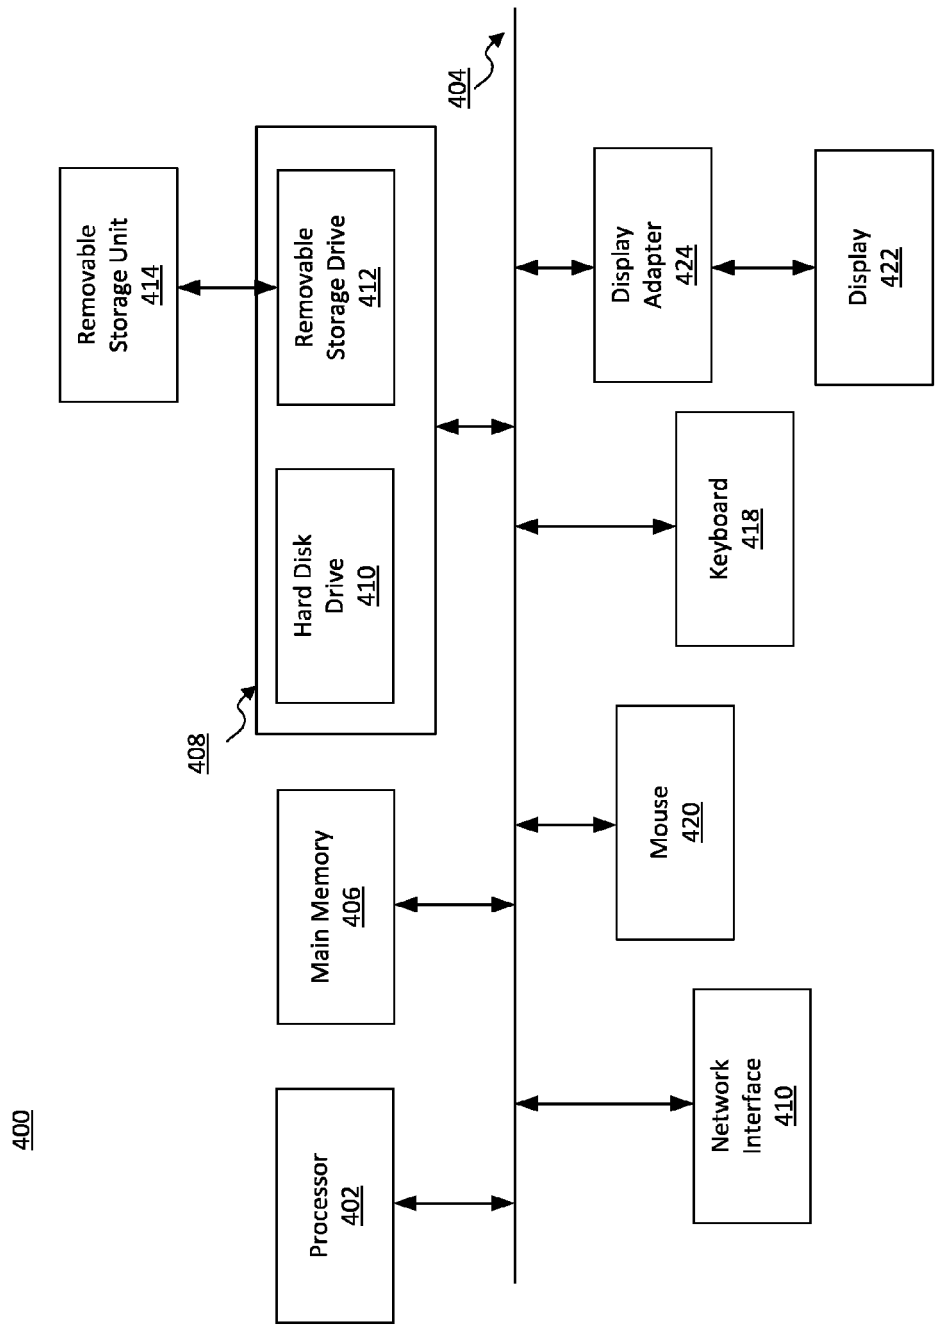 400
404
408
Removable
Storage Unit
414
Hard Disk
Drive
410
Removable
Storage Drive
412
Processor
402
Main Memory
406
Network
Interface
410
Mouse
420
Keyboard
418
Display
Adapter
424
Display
422